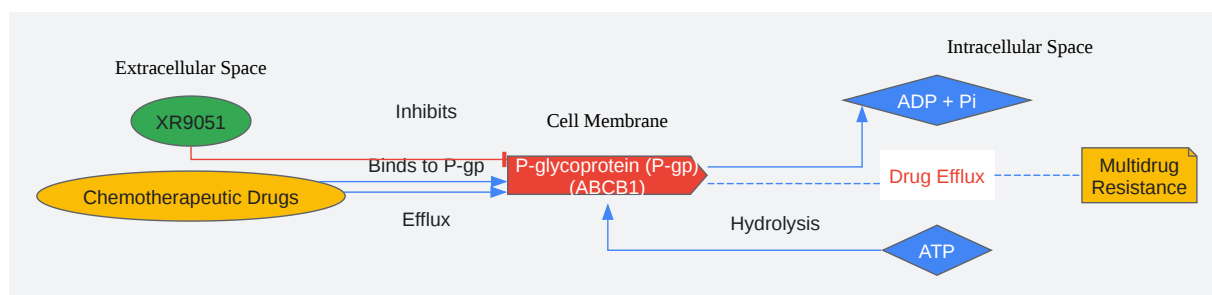 Extracellular Space
Intracellular Space
XR9051
Inhibits
Cell Membrane
ADP + Pi
Binds to P-gp
P-glycoprotein (P-gp)
(ABCB1)
Drug Efflux
Multidrug
Resistance
Chemotherapeutic Drugs
Efflux
Hydrolysis
ATP